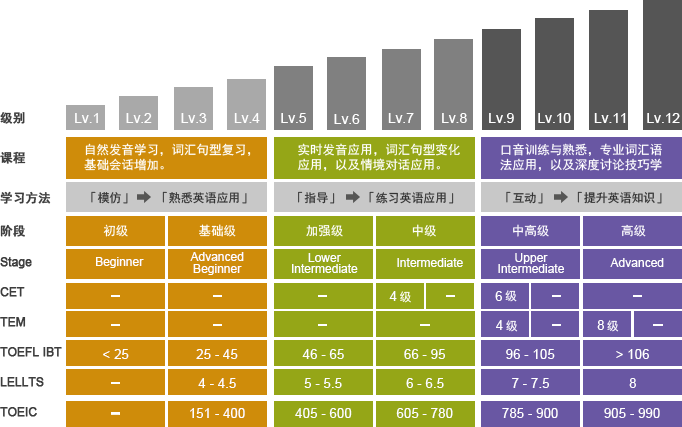 级别 Lv.1 Lv.2 Lv.3 Lv.4 Lv.5 Lv.6 Lv.7 Lv.8 Lv.9 Lv.10 Lv.11 Lv.12
课程
自然发音学习，词汇句型复习，
基础会话增加。
实时发音应用，词汇句型变化
应用，以及情境对话应用。
口音训练与熟悉，专业词汇语
法应用，以及深度讨论技巧学
学习方法 「模仿」 ➡ 「熟悉英语应用」 「指导」 ➡ 「练习英语应用」 「互动」 ➡ 「提升英语知识」
阶段 初级 基础级 加强级 中级 中高级 高级
Stage Beginner Advanced Beginner Lower Intermediate Intermediate Upper Intermediate Advanced
CET – – – 4 级 – 6 级 – –
TEM – – – – 4 级 – 8 级 –
TOEFL IBT < 25 25 - 45 46 - 65 66 - 95 96 - 105 > 106
LELLTS – 4 - 4.5 5 - 5.5 6 - 6.5 7 - 7.5 8
TOEIC – 151 - 400 405 - 600 605 - 780 785 - 900 905 - 990